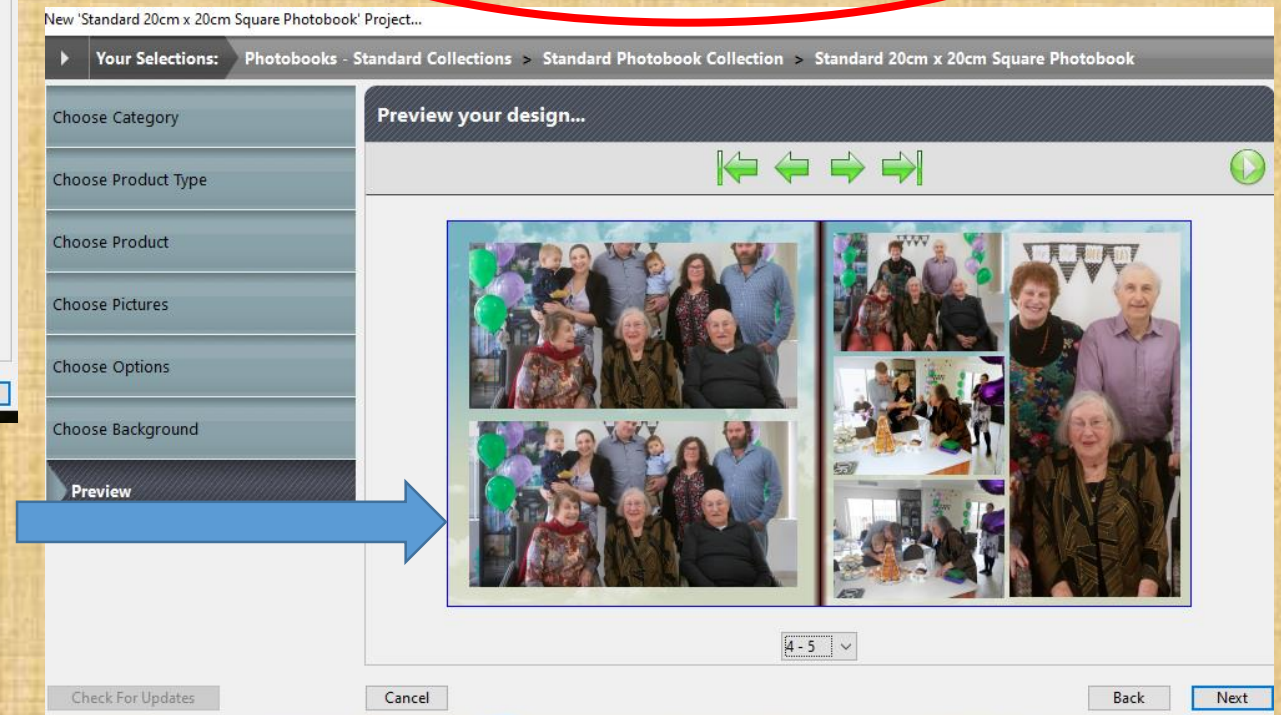 New 'Standard 20cm x 20cm Square Photobook' Project...
Your Selections: Photobooks - Standard Collections > Standard Photobook Collection > Standard 20cm x 20cm Square Photobook
Choose Category
Choose Product Type
Choose Product
Choose Pictures
Choose Options
Choose Background
Preview
Preview your design...
4 - 5
Check For Updates
Cancel
Back
Next